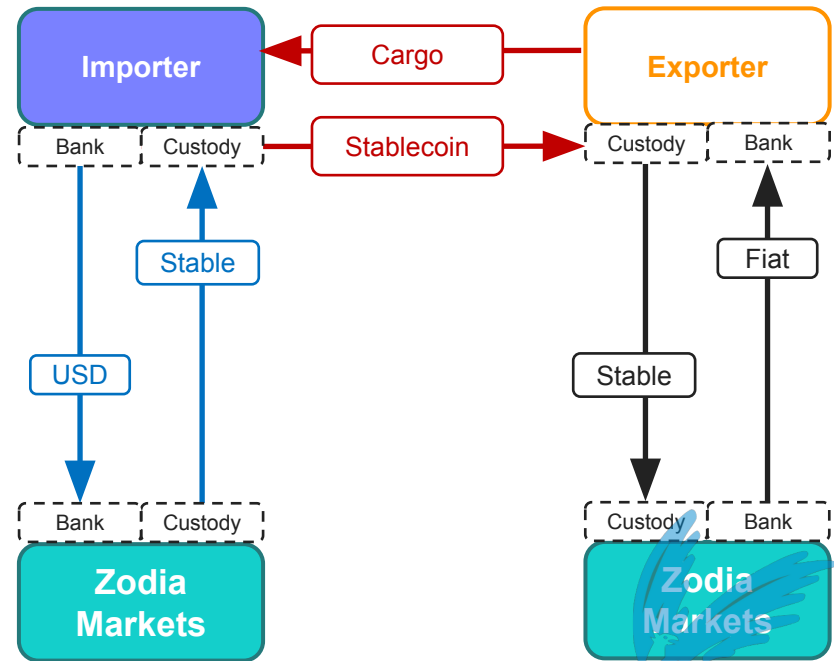 Importer
Cargo
Exporter
Bank
Custody
Stablecoin
Custody
Bank
Stable
Fiat
USD
Stable
Bank
Custody
Custody
Bank
Zodia
Markets
Zodia
Markets